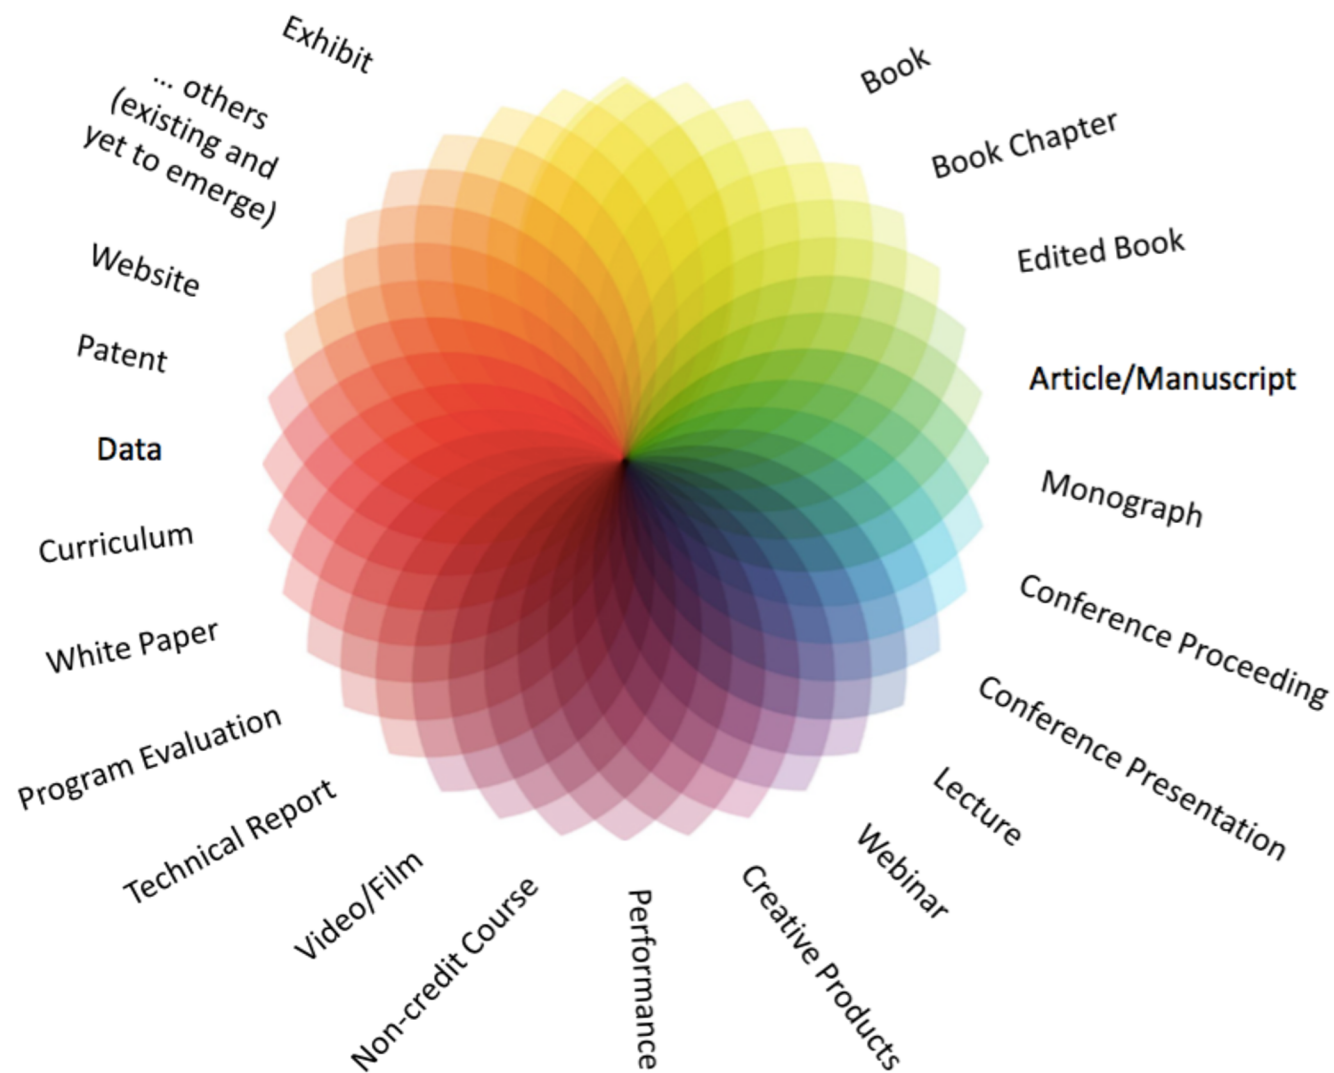 Book
Book Chapter
Edited Book
Article/Manuscript
Monograph
Conference Proceeding
Conference Presentation
Lecture
Webinar
Creative Products
Performance
Non-credit Course
Video/Film
Technical Report
Program Evaluation
White Paper
Curriculum
Data
Patent
Website
... others
(existing and
yet to emerge)
Exhibit